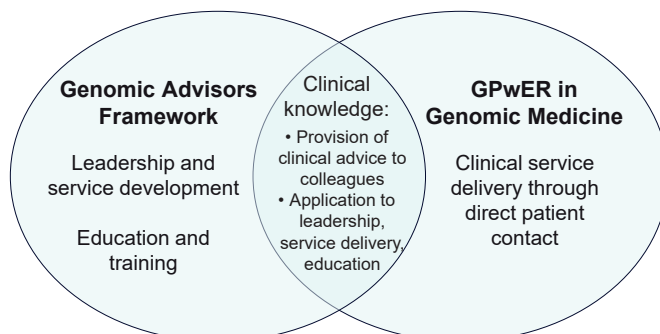 Genomic Advisors
Framework
Leadership and
service development
Education and
training
Clinical
knowledge:
• Provision of
clinical advice to
colleagues
• Application to
leadership,
service delivery,
education
GPwER in
Genomic Medicine
Clinical service
delivery through
direct patient
contact